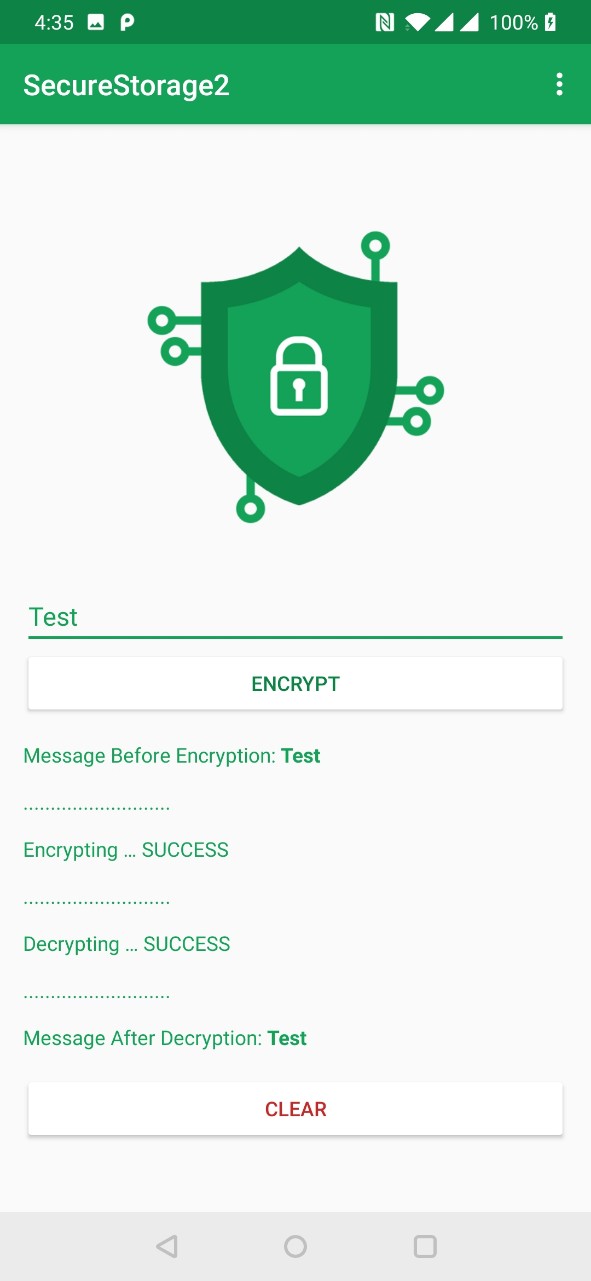 4:35 100%
SecureStorage2
Test
ENCRYPT
Message Before Encryption: Test
...........................
Encrypting ... SUCCESS
...........................
Decrypting ... SUCCESS
...........................
Message After Decryption: Test
CLEAR